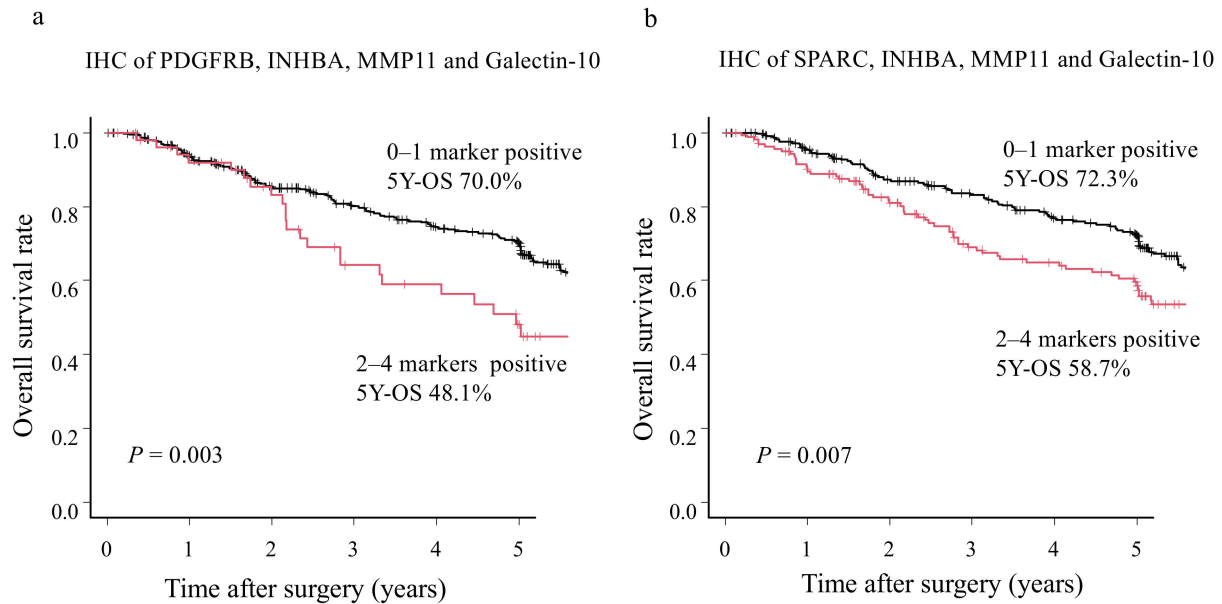 a
IHC of PDGFRB, INHBA, MMP11 and Galectin-10
1.0
0.8
0.6
0.4
0.2
0.0
Overall survival rate
0–1 marker positive
5Y-OS 70.0%
2–4 markers  positive
5Y-OS 48.1%
P = 0.003
0 1 2 3 4 5
Time after surgery (years)
b
IHC of SPARC, INHBA, MMP11 and Galectin-10
1.0
0.8
0.6
0.4
0.2
0.0
Overall survival rate
0–1 marker positive
5Y-OS 72.3%
2–4 markers positive
5Y-OS 58.7%
P = 0.007
0 1 2 3 4 5
Time after surgery (years)